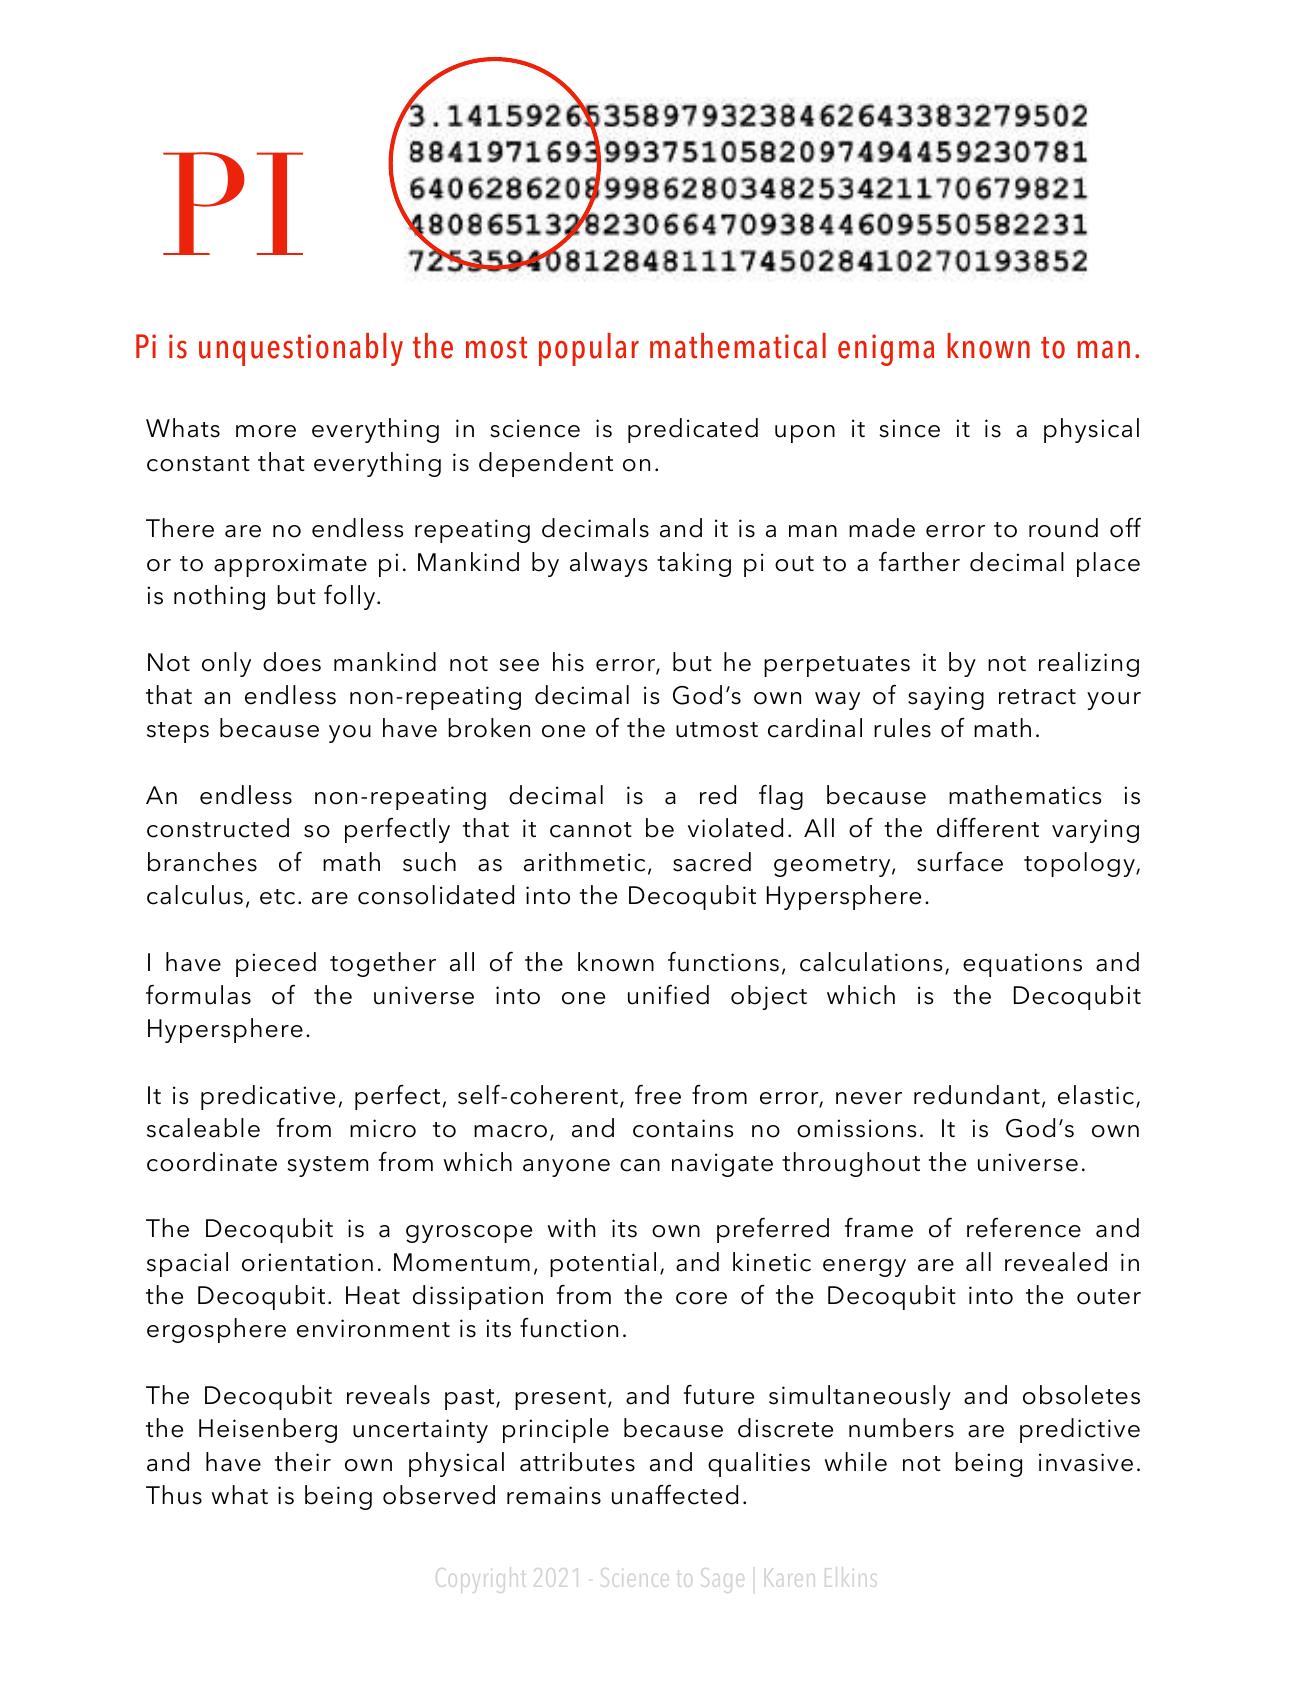 PI
3.14159265358979323846264338327950​2
88419716939937510582097494459230781
64062862089986280348253421170679821
48086513282306647093844609550582231
72535940812848111745028410270193852
Pi is unquestionably the most popular mathematical enigma known to man.
Whats more everything in science is predicated upon it since it is a physical
constant that everything is dependent on.
There are no endless repeating decimals and it is a man made error to round off
or to approximate pi. Mankind by always taking pi out to a farther decimal place
is nothing but folly.
Not only does mankind not see his error, but he perpetuates it by not realizing
that an endless non-repeating decimal is God’s own way of saying retract your
steps because you have broken one of the utmost cardinal rules of math.
An endless non-repeating decimal is a red flag because mathematics is
constructed so perfectly that it cannot be violated. All of the different varying
branches of math such as arithmetic, sacred geometry, surface topology,
calculus, etc. are consolidated into the Decoqubit Hypersphere.
I have pieced together all of the known functions, calculations, equations and
formulas of the universe into one unified object which is the Decoqubit
Hypersphere.
It is predicative, perfect, self-coherent, free from error, never redundant, elastic,
scaleable from micro to macro, and contains no omissions. It is God’s own
coordinate system from which anyone can navigate throughout the universe.
The Decoqubit is a gyroscope with its own preferred frame of reference and
spacial orientation. Momentum, potential, and kinetic energy are all revealed in
the Decoqubit. Heat dissipation from the core of the Decoqubit into the outer
ergosphere environment is its function.
The Decoqubit reveals past, present, and future simultaneously and obsoletes
the Heisenberg uncertainty principle because discrete numbers are predictive
and have their own physical attributes and qualities while not being invasive.
Thus what is being observed remains unaffected.
Copyright 2021 - Science to Sage | Karen Elkins